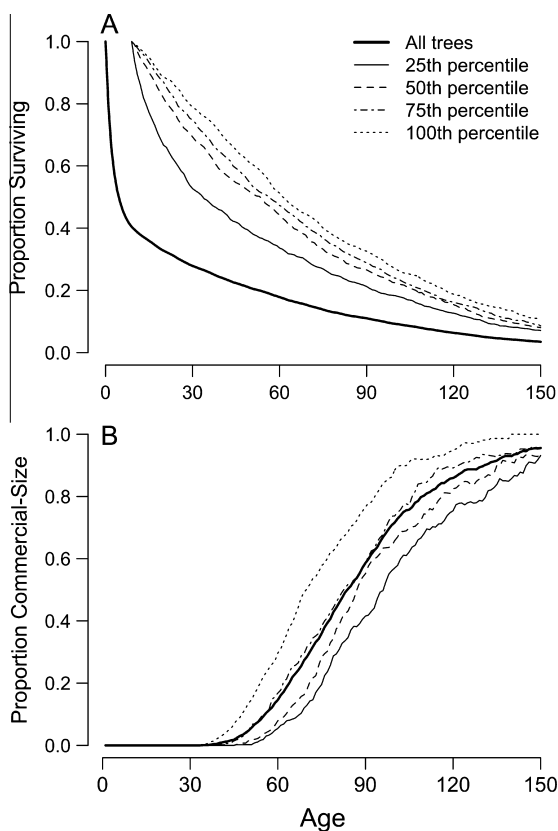 A
Proportion Surviving
1.0
0.8
0.6
0.4
0.2
0.0
All trees
25th percentile
50th percentile
75th percentile
100th percentile
0 30 60 90 120 150
B
Proportion Commercial-Size
1.0
0.8
0.6
0.4
0.2
0.0
0 30 60 90 120 150
Age